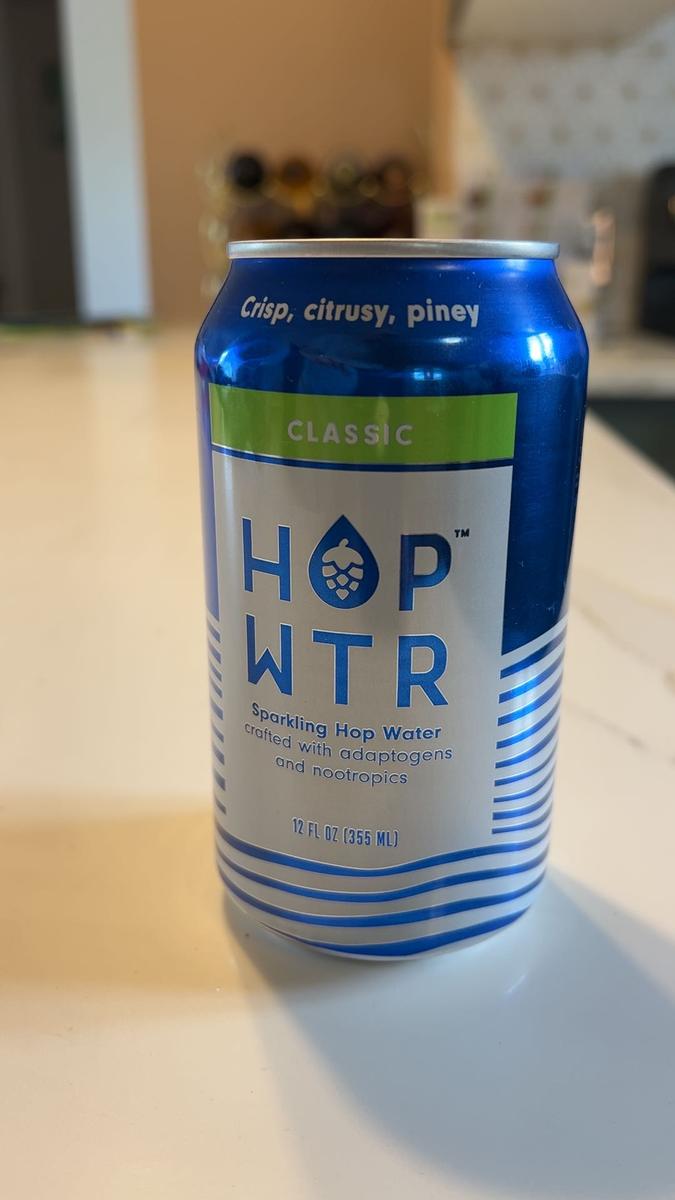 Crisp, citrusy, piney
CLASSIC
HOP™
WTR
Sparkling Hop Water
crafted with adaptogens
and nootropics
12 FL OZ (355 ML)